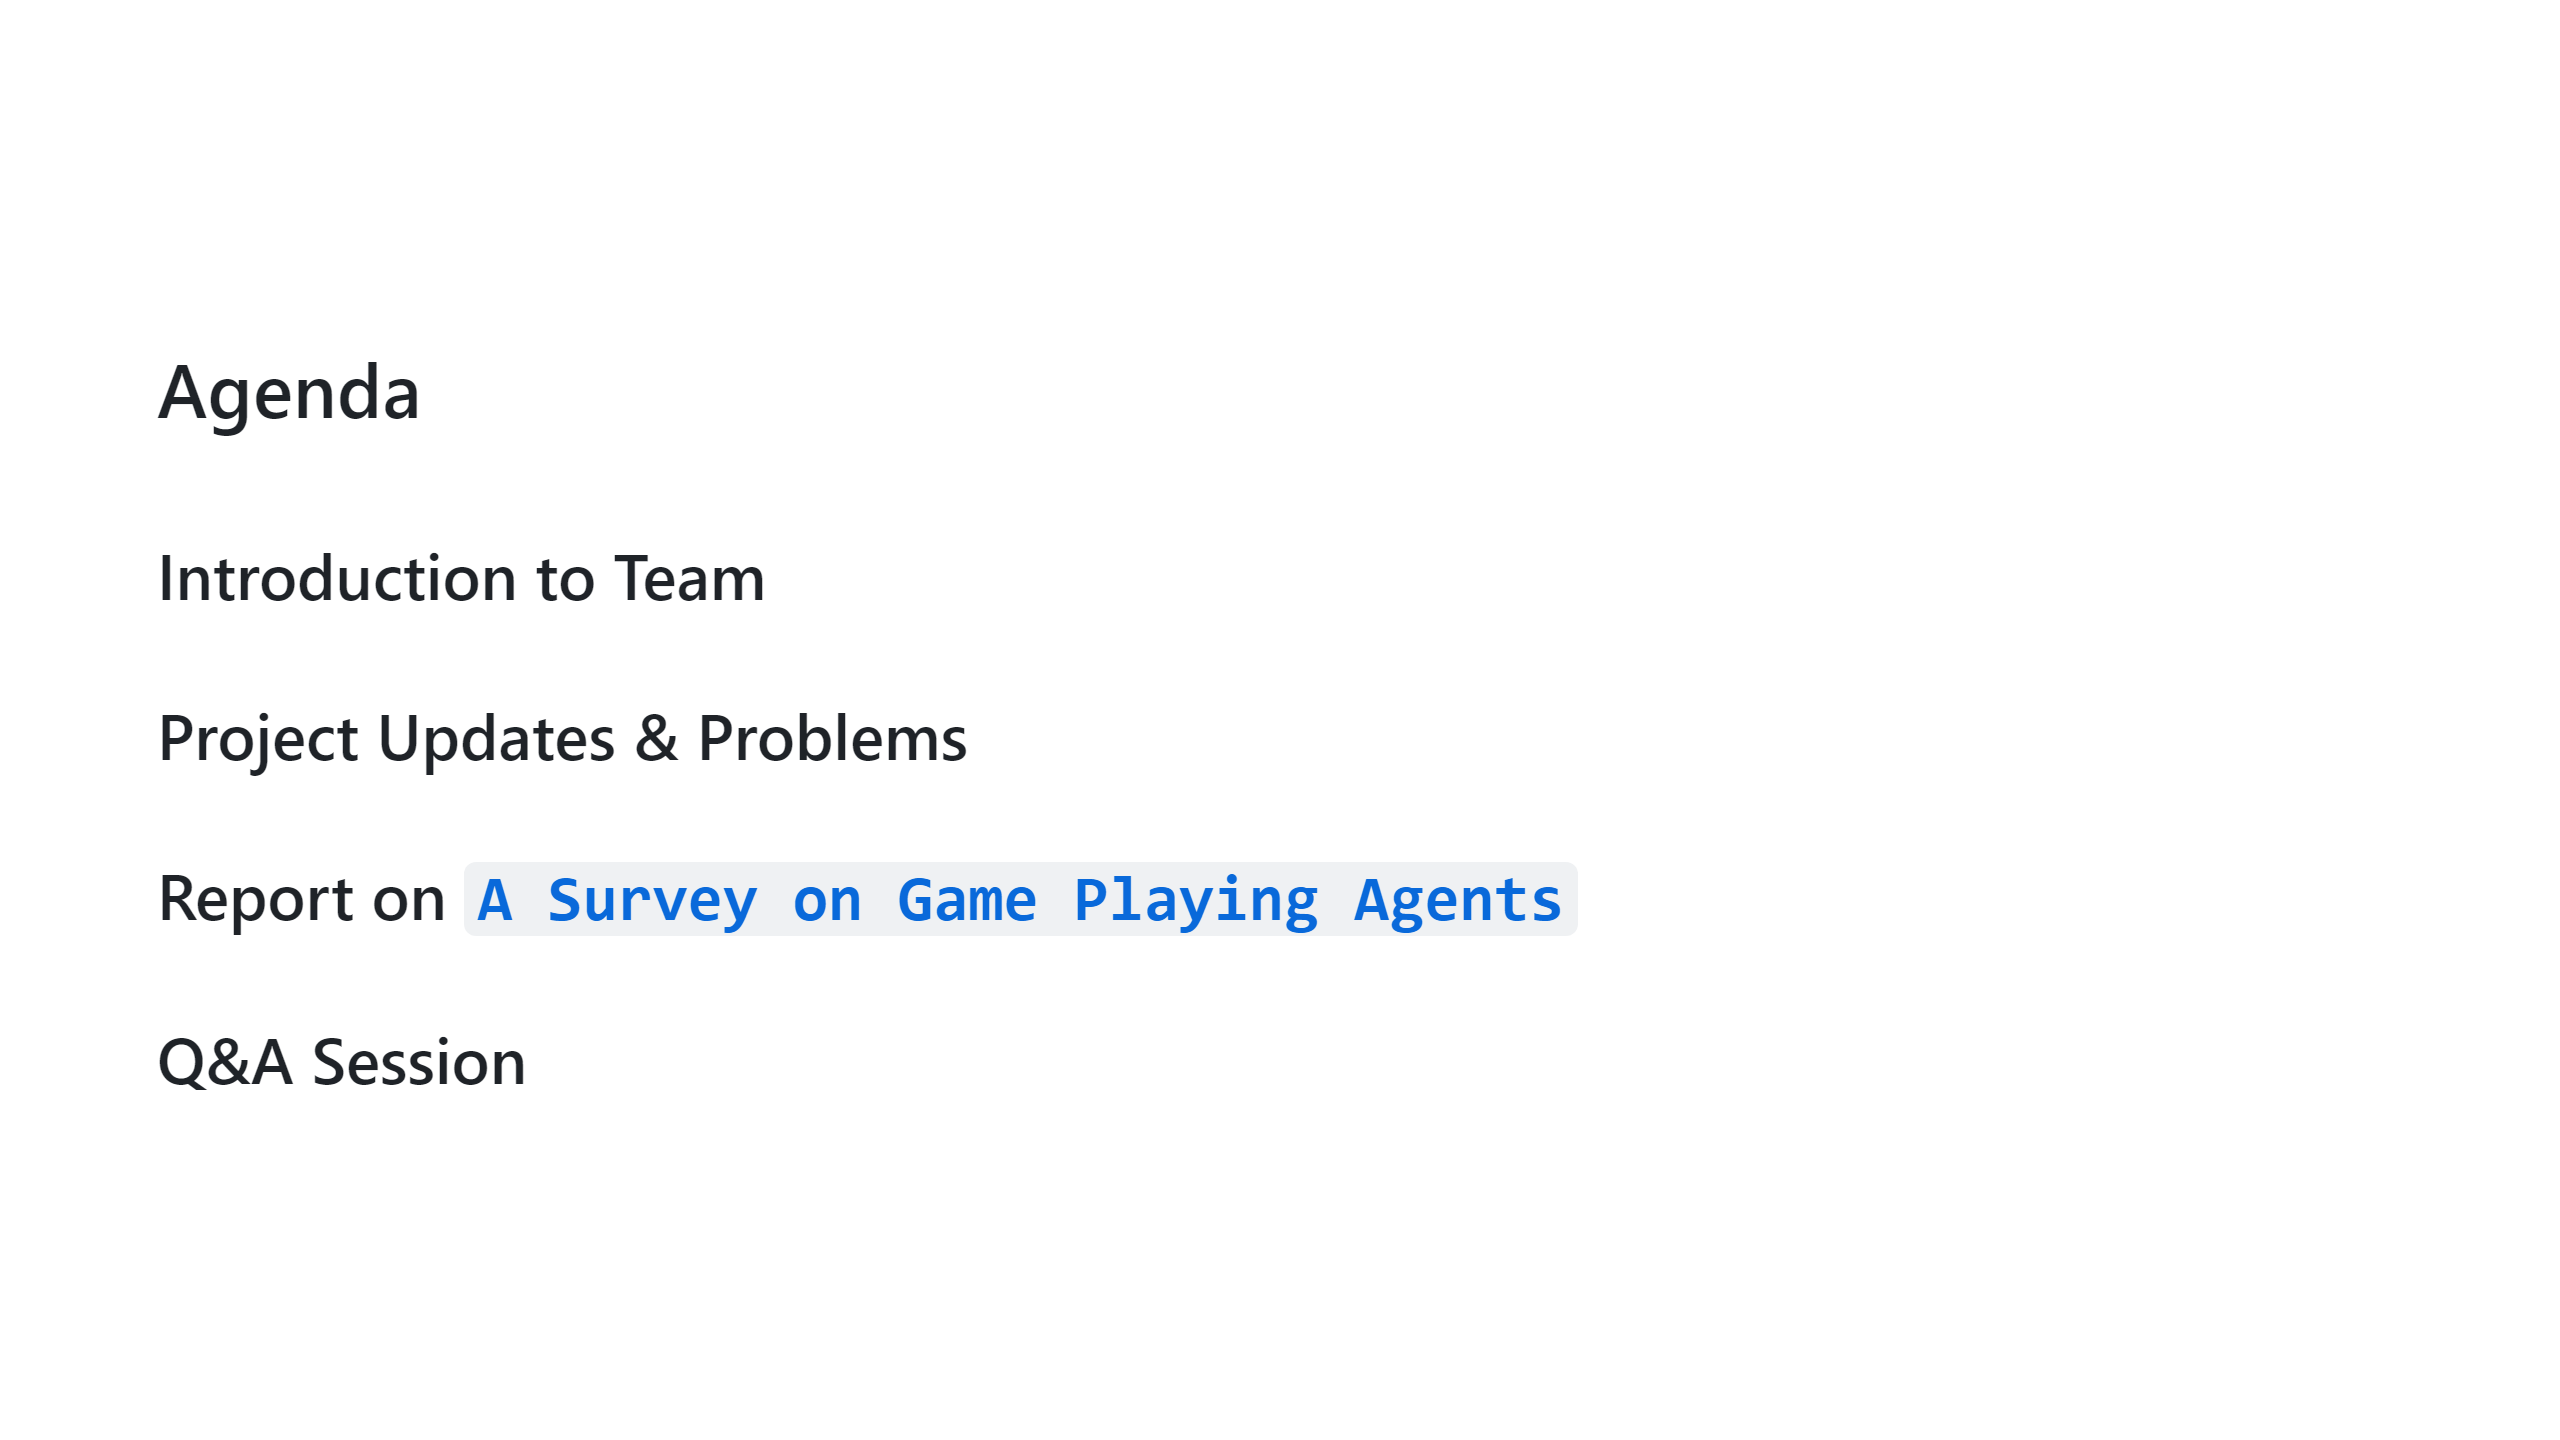 Agenda
Introduction to Team
Project Updates & Problems
Report on A Survey on Game Playing Agents
Q&A Session